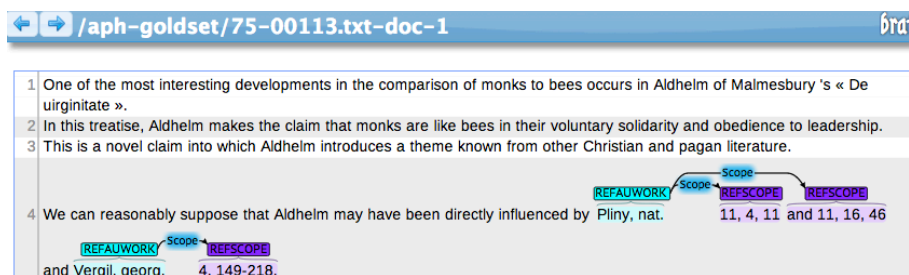 /aph-goldset/75-00113.txt-doc-1
1 One of the most interesting developments in the comparison of monks to bees occurs in Aldhelm of Malmesbury 's « De
uirginitate ».
2 In this treatise, Aldhelm makes the claim that monks are like bees in their voluntary solidarity and obedience to leadership.
3 This is a novel claim into which Aldhelm introduces a theme known from other Christian and pagan literature.
Scope
REFAUWORK Scope REFSCOPE REFSCOPE
4 We can reasonably suppose that Aldhelm may have been directly influenced by Pliny, nat. 11, 4, 11 and 11, 16, 46
REFAUWORK Scope REFSCOPE
and Vergil, georg. 4, 149-218.